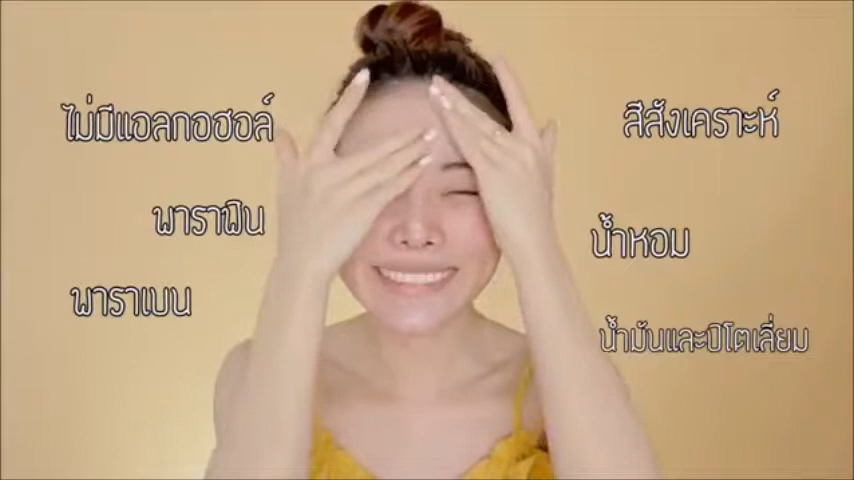 ไม่มีแอลกอฮอล์
สีสังเคราะห์
พาราฟิน
น้ำหอม
พาราเบน
น้ำมันและปิโตเลี่ยม